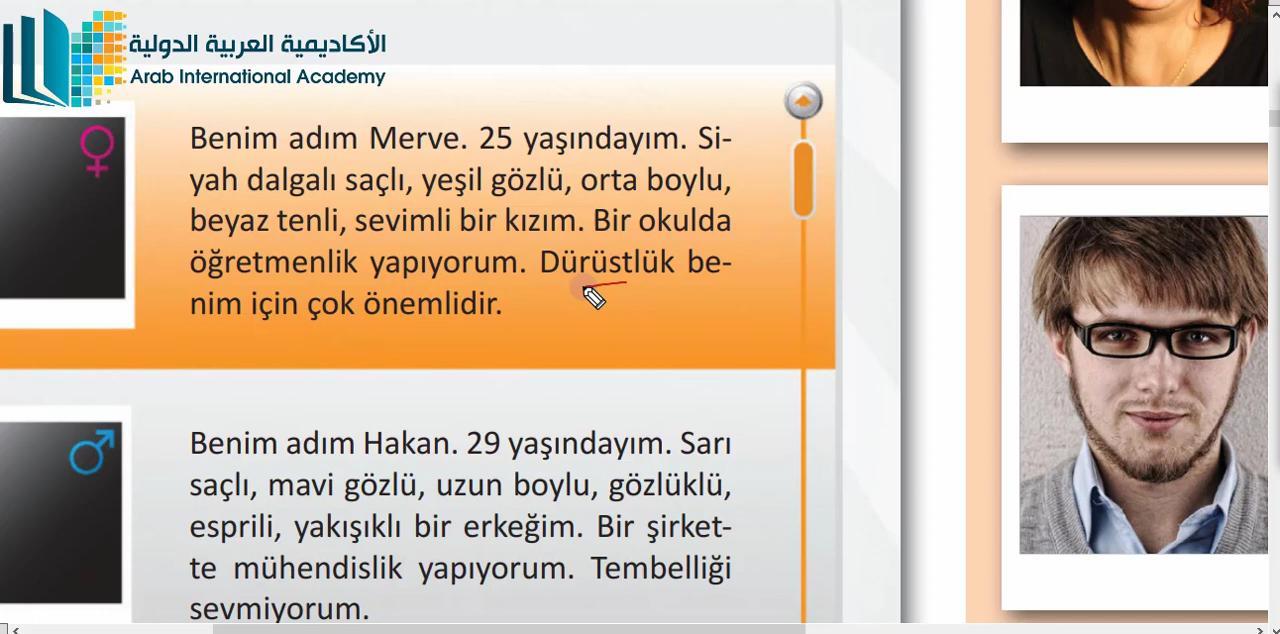 الأكاديمية العربية الدولية
Arab International Academy
Benim adım Merve. 25 yaşındayım. Si-
yah dalgalı saçlı, yeşil gözlü, orta boylu,
beyaz tenli, sevimli bir kızım. Bir okulda
öğretmenlik yapıyorum. Dürüstlük be-
nim için çok önemlidir.
Benim adım Hakan. 29 yaşındayım. Sarı
saçlı, mavi gözlü, uzun boylu, gözlüklü,
esprili, yakışıklı bir erkeğim. Bir şirket-
te mühendislik yapıyorum. Tembelliği
sevmiyorum.